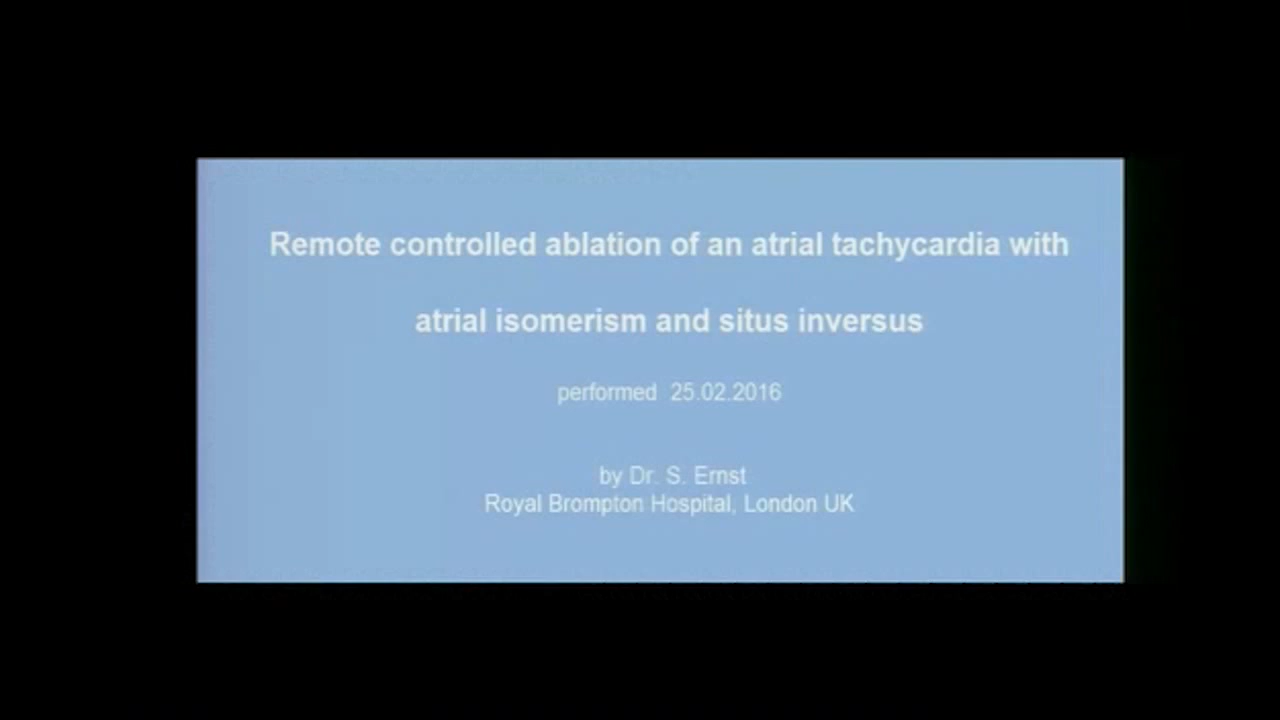 Remote controlled ablation of an atrial tachycardia with
atrial isomerism and situs inversus
performed 25.02.2016
by Dr. S. Ernst
Royal Brompton Hospital, London UK